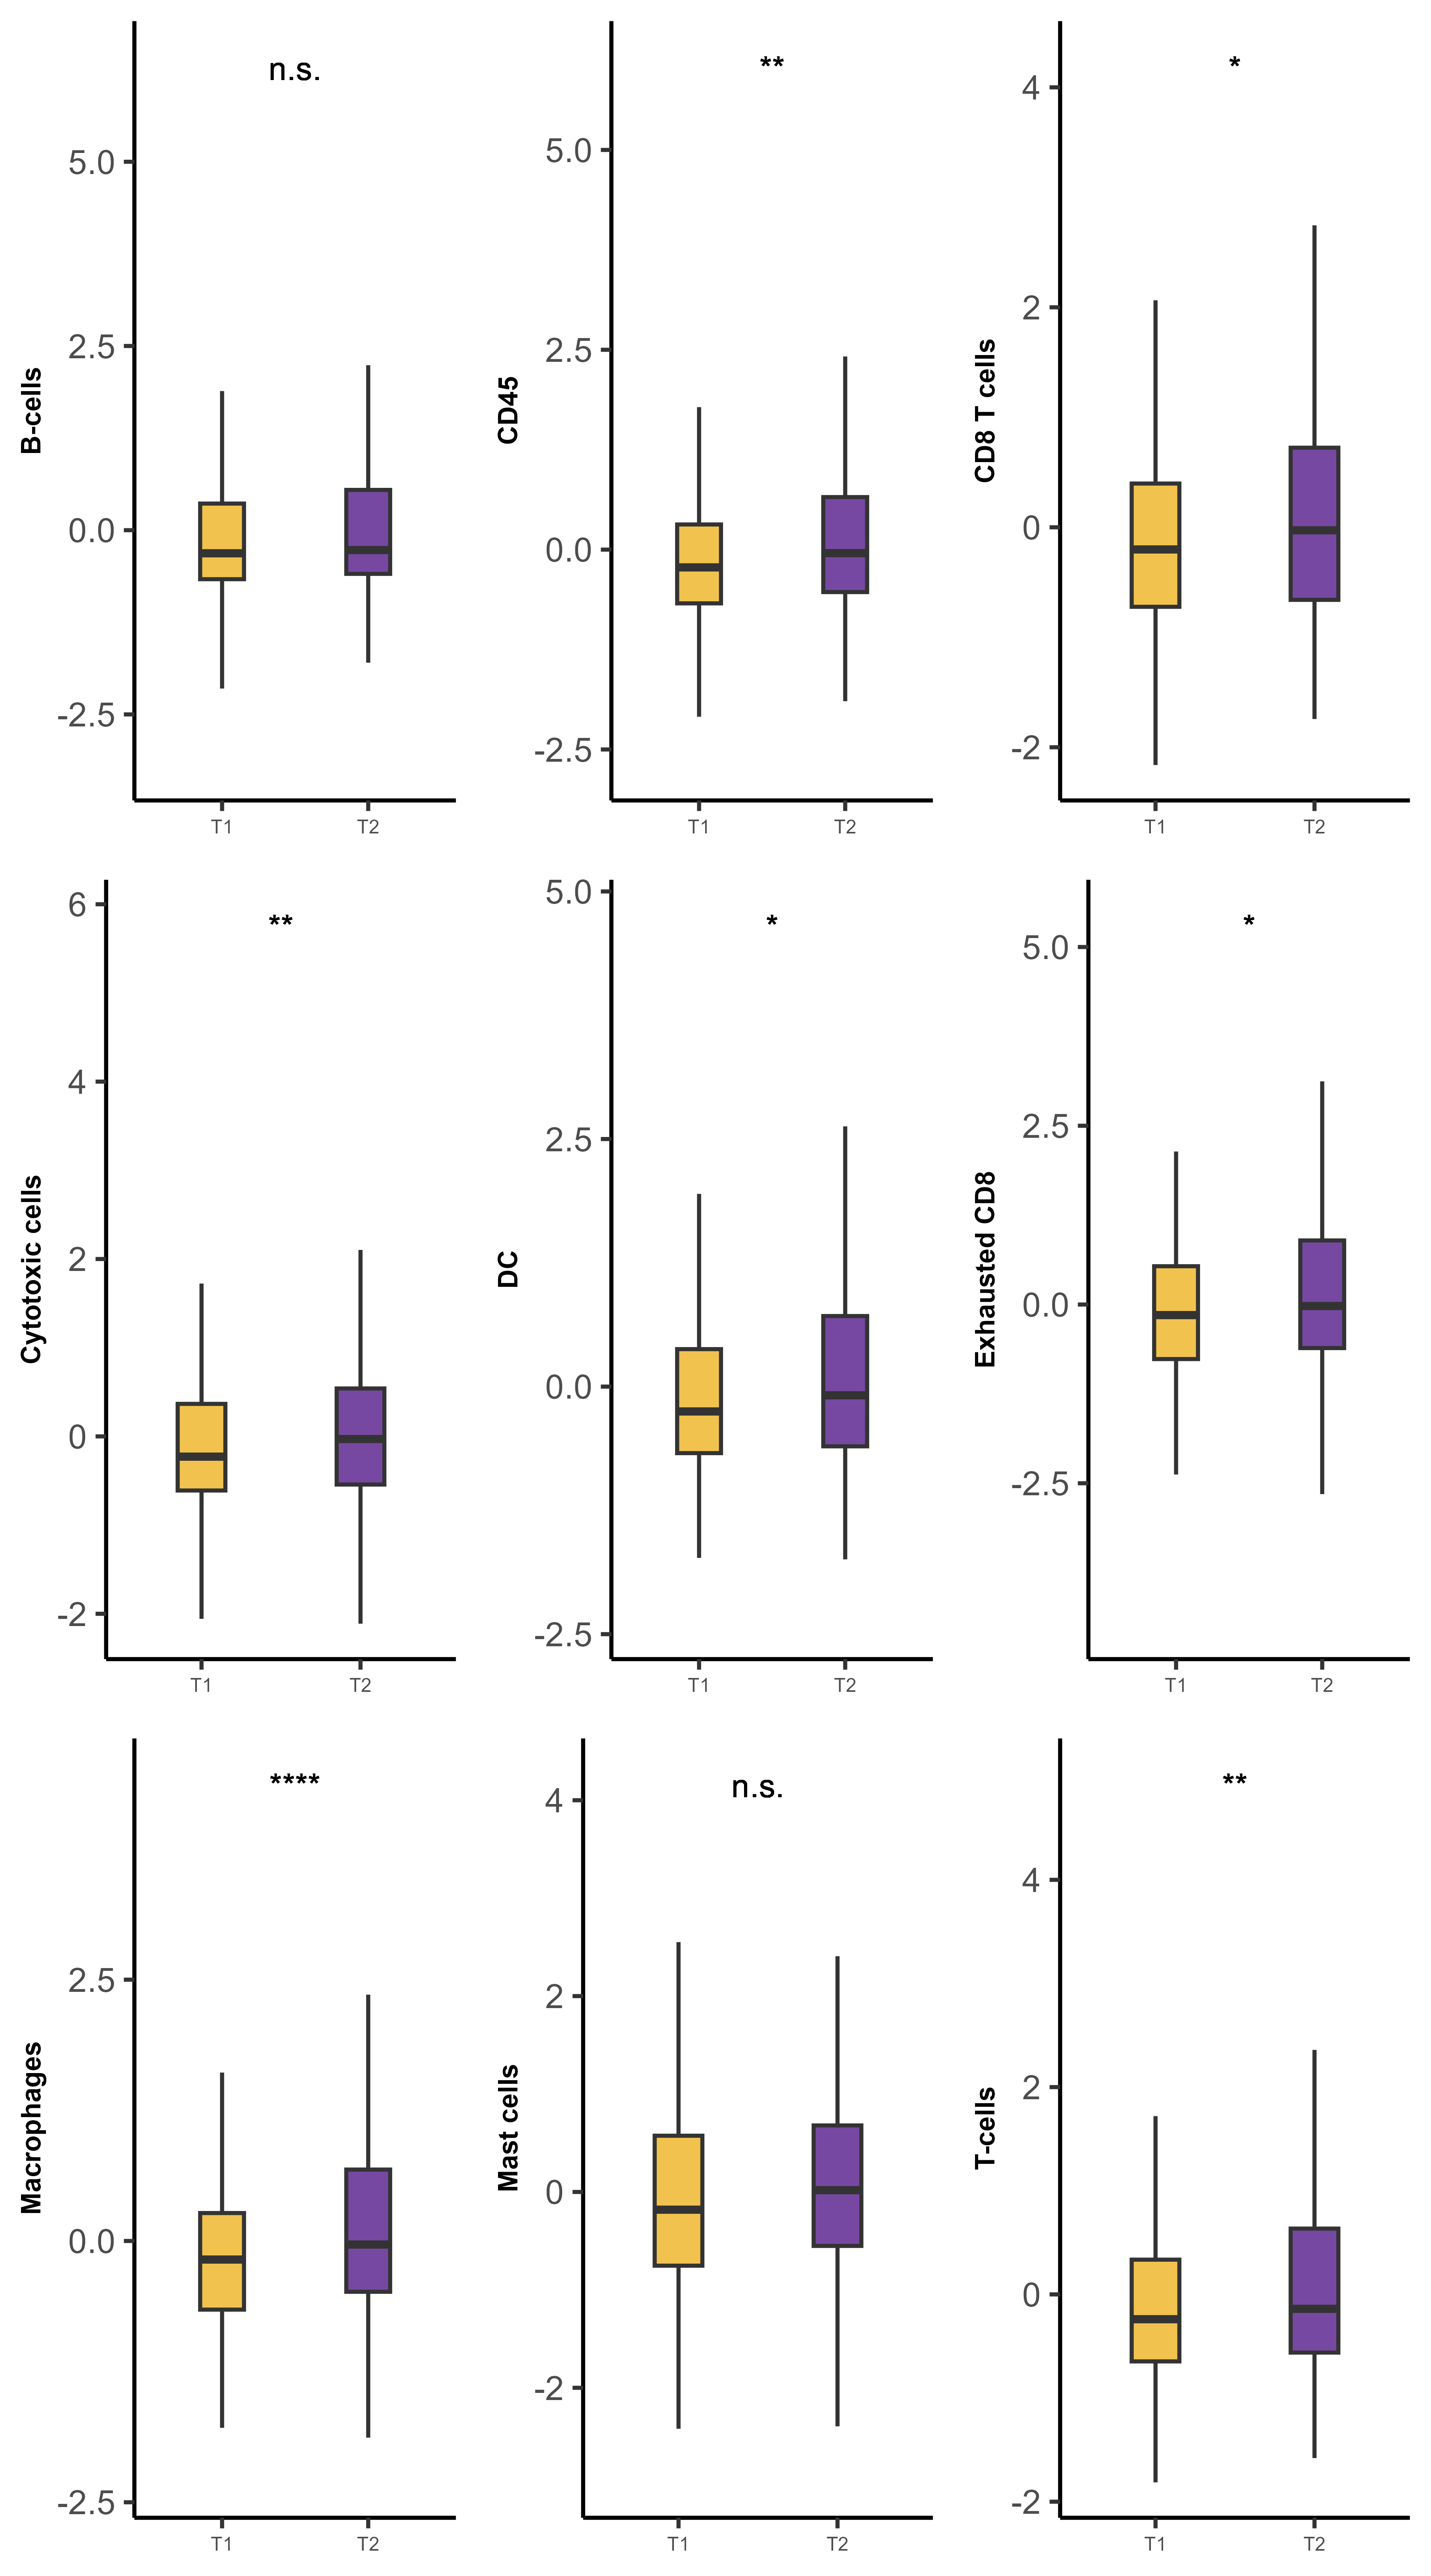 n.s.
5.0
2.5
0.0
-2.5
B-cells
T1
T2
**
5.0
2.5
0.0
-2.5
CD45
T1
T2
*
4
2
0
-2
CD8 T cells
T1
T2
**
6
4
2
0
-2
Cytotoxic cells
T1
T2
*
5.0
2.5
0.0
-2.5
DC
T1
T2
*
5.0
2.5
0.0
-2.5
Exhausted CD8
T1
T2
****
2.5
0.0
-2.5
Macrophages
T1
T2
n.s.
4
2
0
-2
Mast cells
T1
T2
**
4
2
0
-2
T-cells
T1
T2